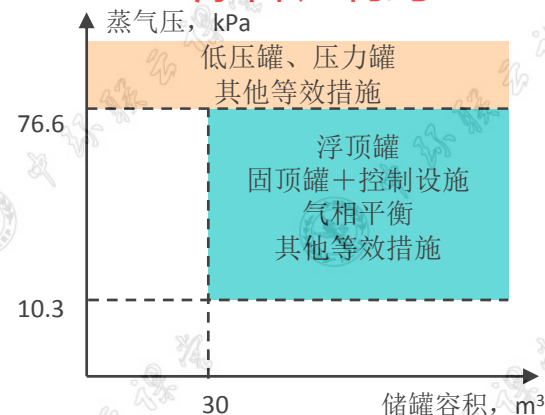 蒸气压，kPa
低压罐、压力罐
其他等效措施
76.6
浮顶罐
固顶罐＋控制设施
气相平衡
其他等效措施
10.3
30
储罐容积，m³